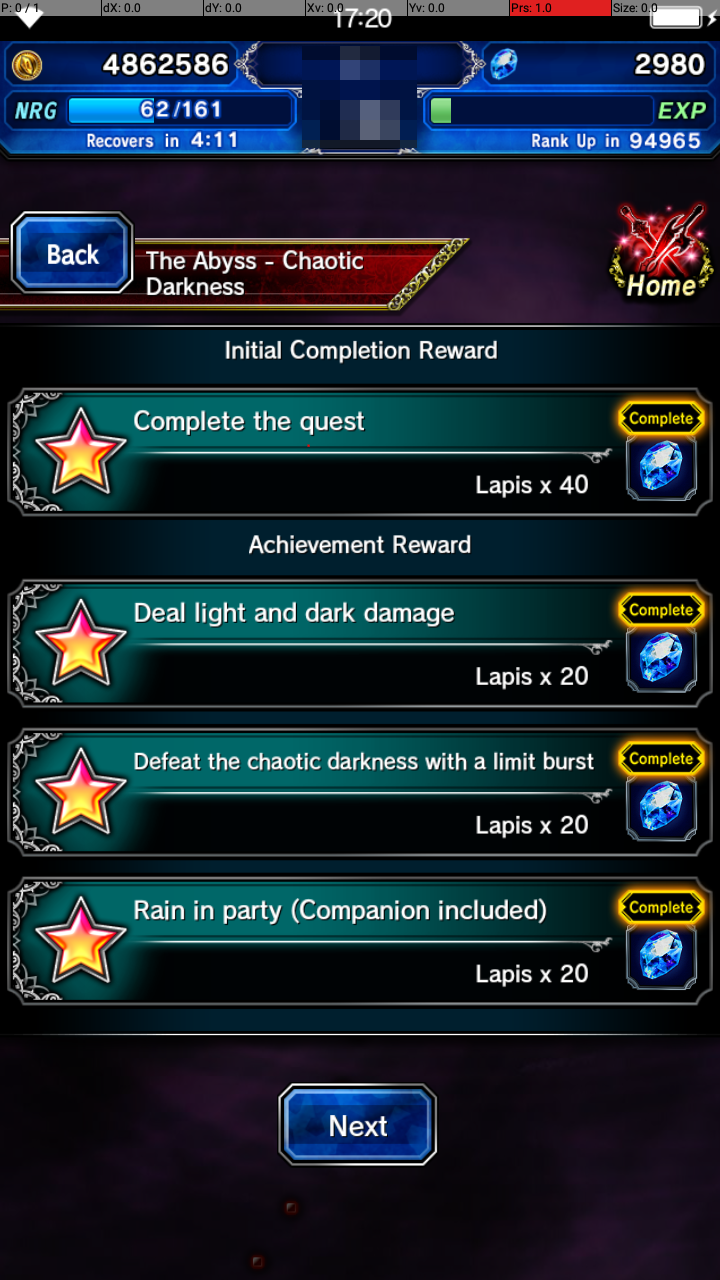 P: 0 / 1 dX: 0.0 dY: 0.0 Xv: 0.0 Yv: 0.0 Prs: 1.0 Size: 0.0
17:20
4862586 2980
NRG 62/161 EXP
Recovers in 4:11 Rank Up in 94965
Back
The Abyss - Chaotic
Darkness
Home
Initial Completion Reward
Complete the quest
Complete
Lapis x 40
Achievement Reward
Deal light and dark damage
Complete
Lapis x 20
Defeat the chaotic darkness with a limit burst
Complete
Lapis x 20
Rain in party (Companion included)
Complete
Lapis x 20
Next